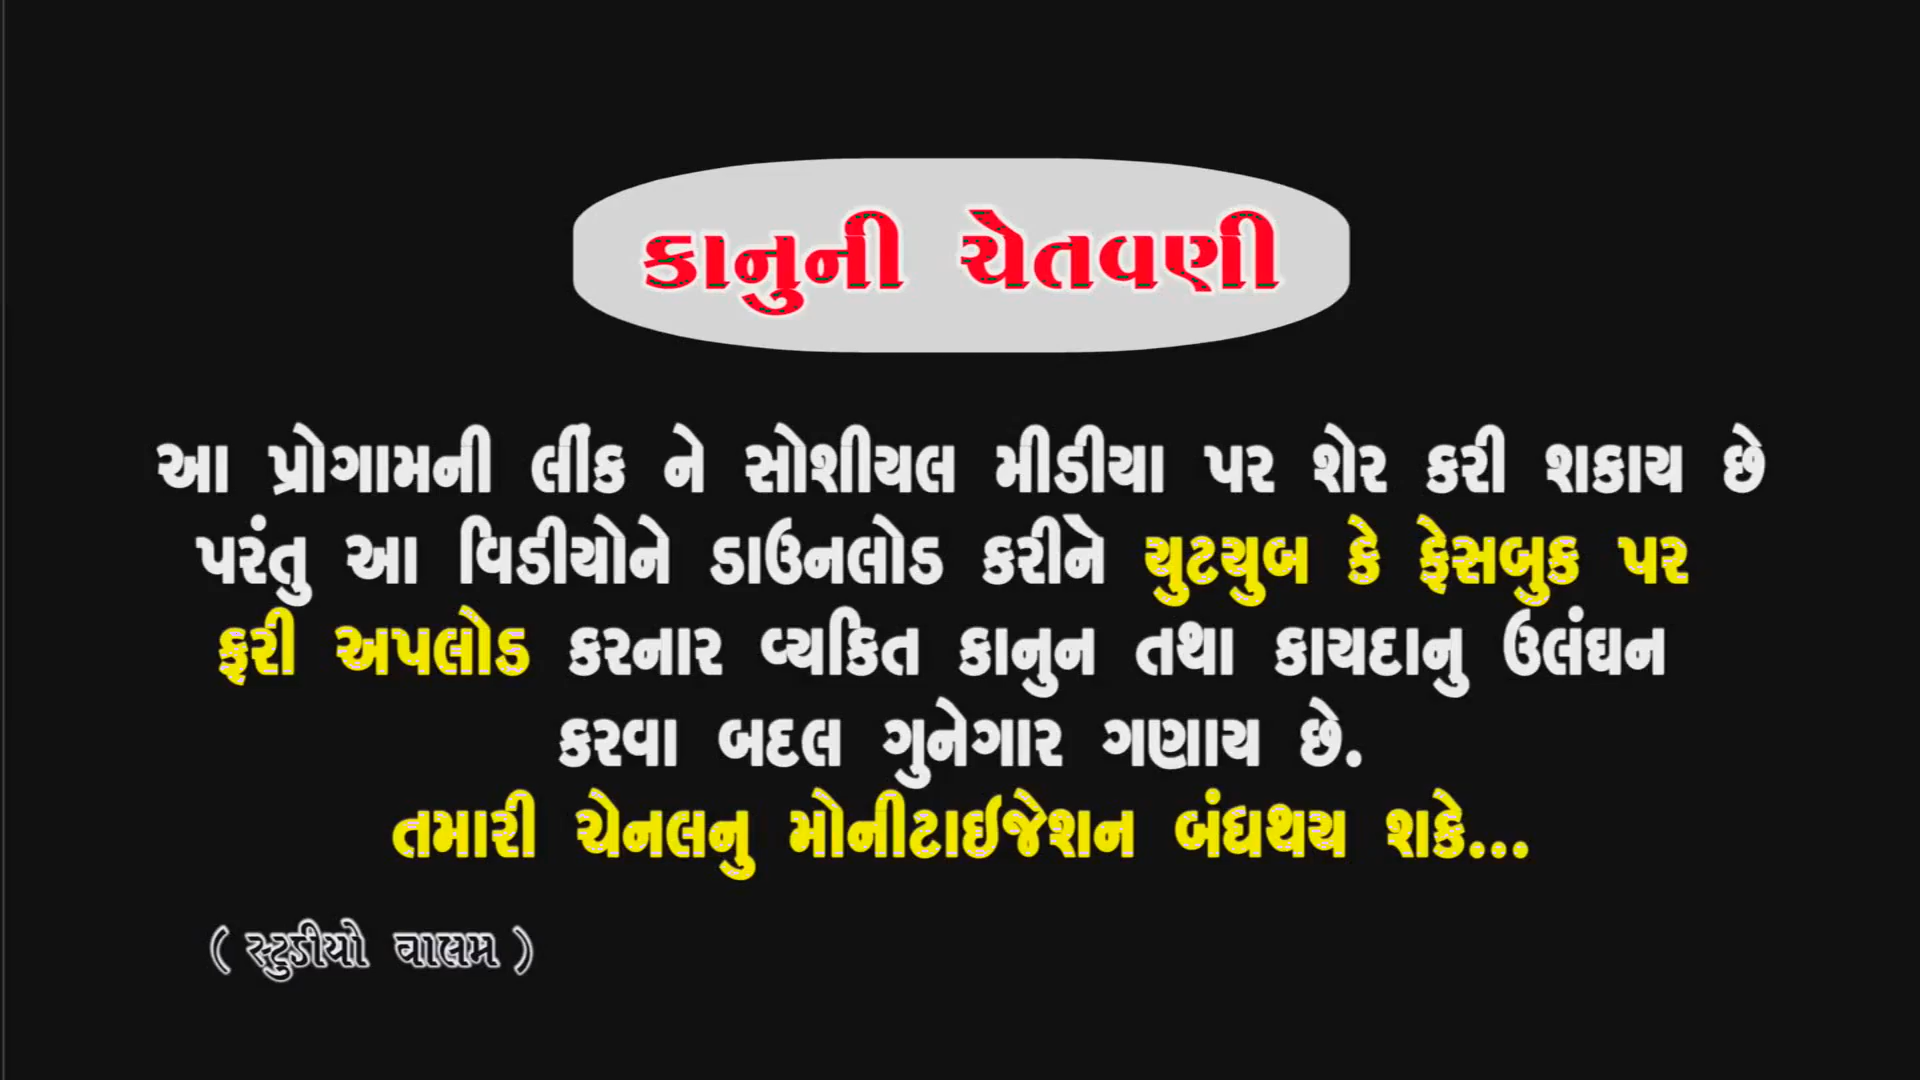 કાનુની ચેતવણી
આ પ્રોગામની લીંક ને સોશીયલ મીડીયા પર શેર કરી શકાય છે
પરંતુ આ વિડીયોને ડાઉનલોડ કરીને યુટયુબ કે ફેસબુક પર
ફરી અપલોડ કરનાર વ્યકિત કાનુન તથા કાયદાનુ ઉલંઘન
કરવા બદલ ગુનેગાર ગણાય છે.
તમારી ચેનલનુ મોનીટાઇજેશન બંધથય શકે...
( સ્ટુડીયો વાલમ )